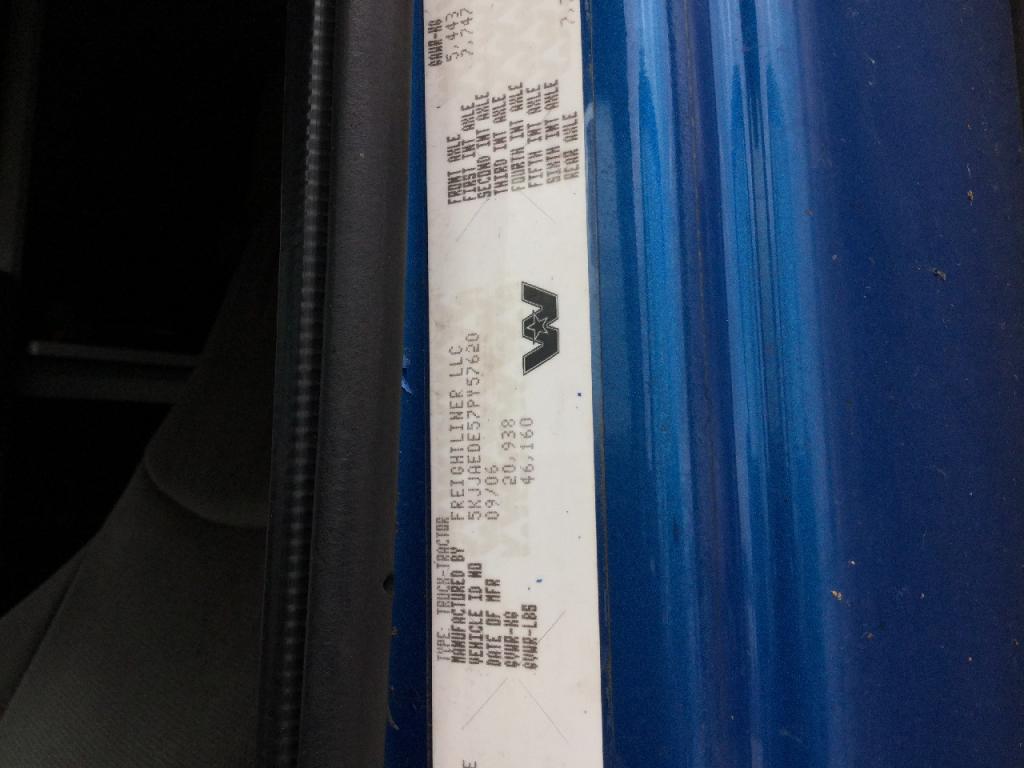 TYPE: TRUCK-TRACTOR
MANUFACTURED BY FREIGHTLINER LLC
VEHICLE ID NO 5KJJAEDE57PY57620
DATE OF MFR 09/06
GVWR-KG 20,938
GVWR-LBS 46,160
W
GAWR-KG
FRONT AXLE 5,443
FIRST INT AXLE 7,747
SECOND INT AXLE
THIRD INT AXLE
FOURTH INT AXLE
FIFTH INT AXLE
SIXTH INT AXLE
REAR AXLE